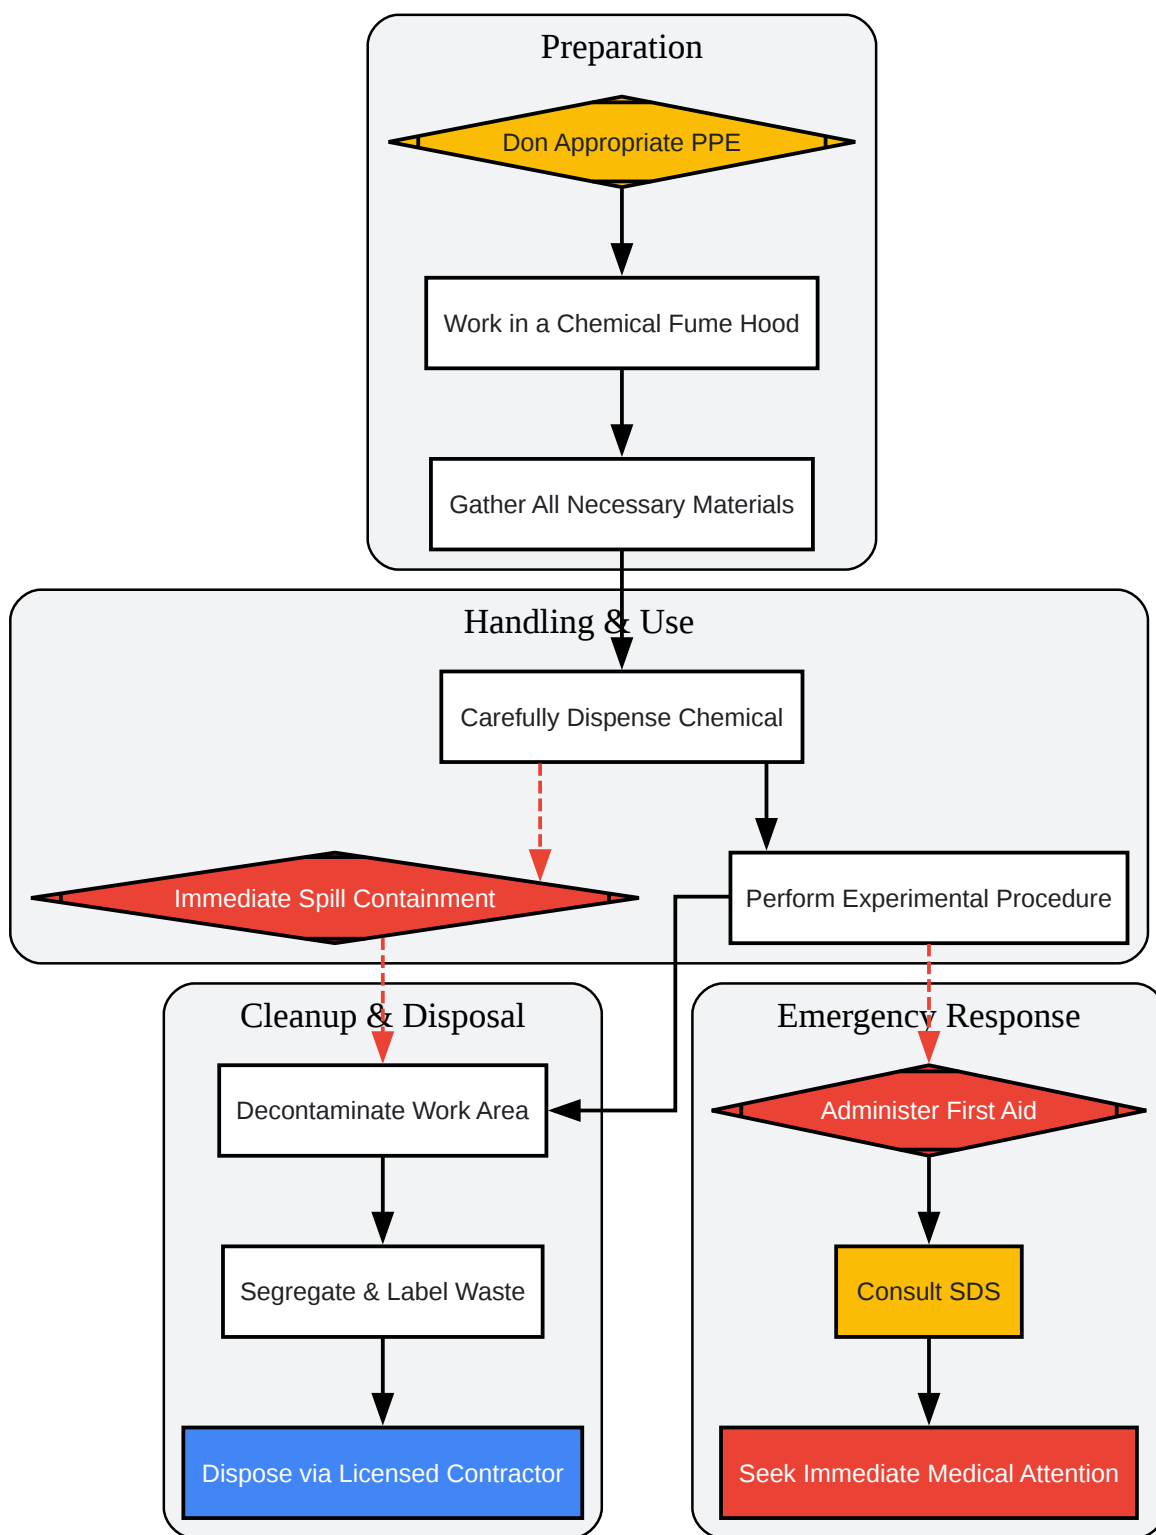 Preparation
Don Appropriate PPE
Work in a Chemical Fume Hood
Gather All Necessary Materials
Handling & Use
Carefully Dispense Chemical
Immediate Spill Containment
Perform Experimental Procedure
Cleanup & Disposal
Emergency Response
Decontaminate Work Area
Administer First Aid
Segregate & Label Waste
Consult SDS
Dispose via Licensed Contractor
Seek Immediate Medical Attention